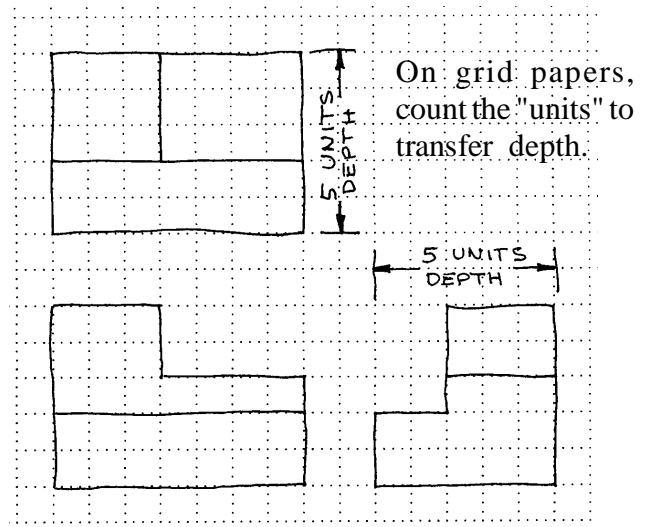 5 UNITS
DEPTH
On grid papers,
count the "units" to
transfer depth.
5 UNITS
DEPTH